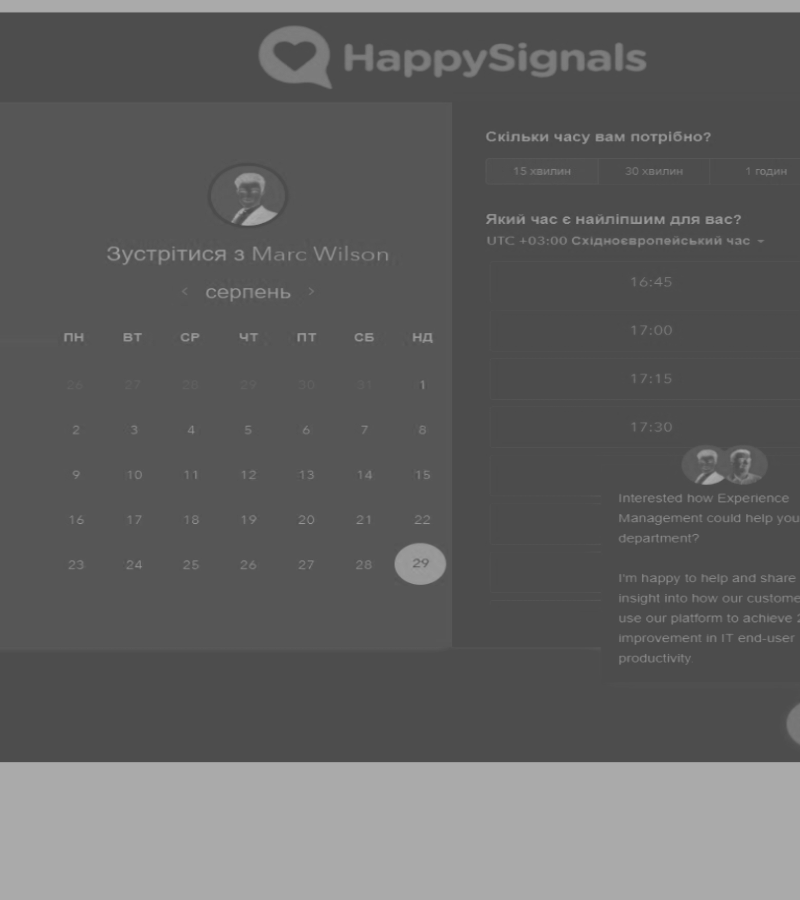 HappySignals
Зустрітися з Marc Wilson
‹ серпень ›
ПН ВТ СР ЧТ ПТ СБ НД
26 27 28 29 30 31 1
2 3 4 5 6 7 8
9 10 11 12 13 14 15
16 17 18 19 20 21 22
23 24 25 26 27 28 29
Скільки часу вам потрібно?
15 хвилин 30 хвилин 1 годин
Який час є найліпшим для вас?
UTC +03:00 Східноєвропейський час
16:45
17:00
17:15
17:30
Interested how Experience
Management could help you
department?
I'm happy to help and share
insight into how our custome
use our platform to achieve 2
improvement in IT end-user
productivity